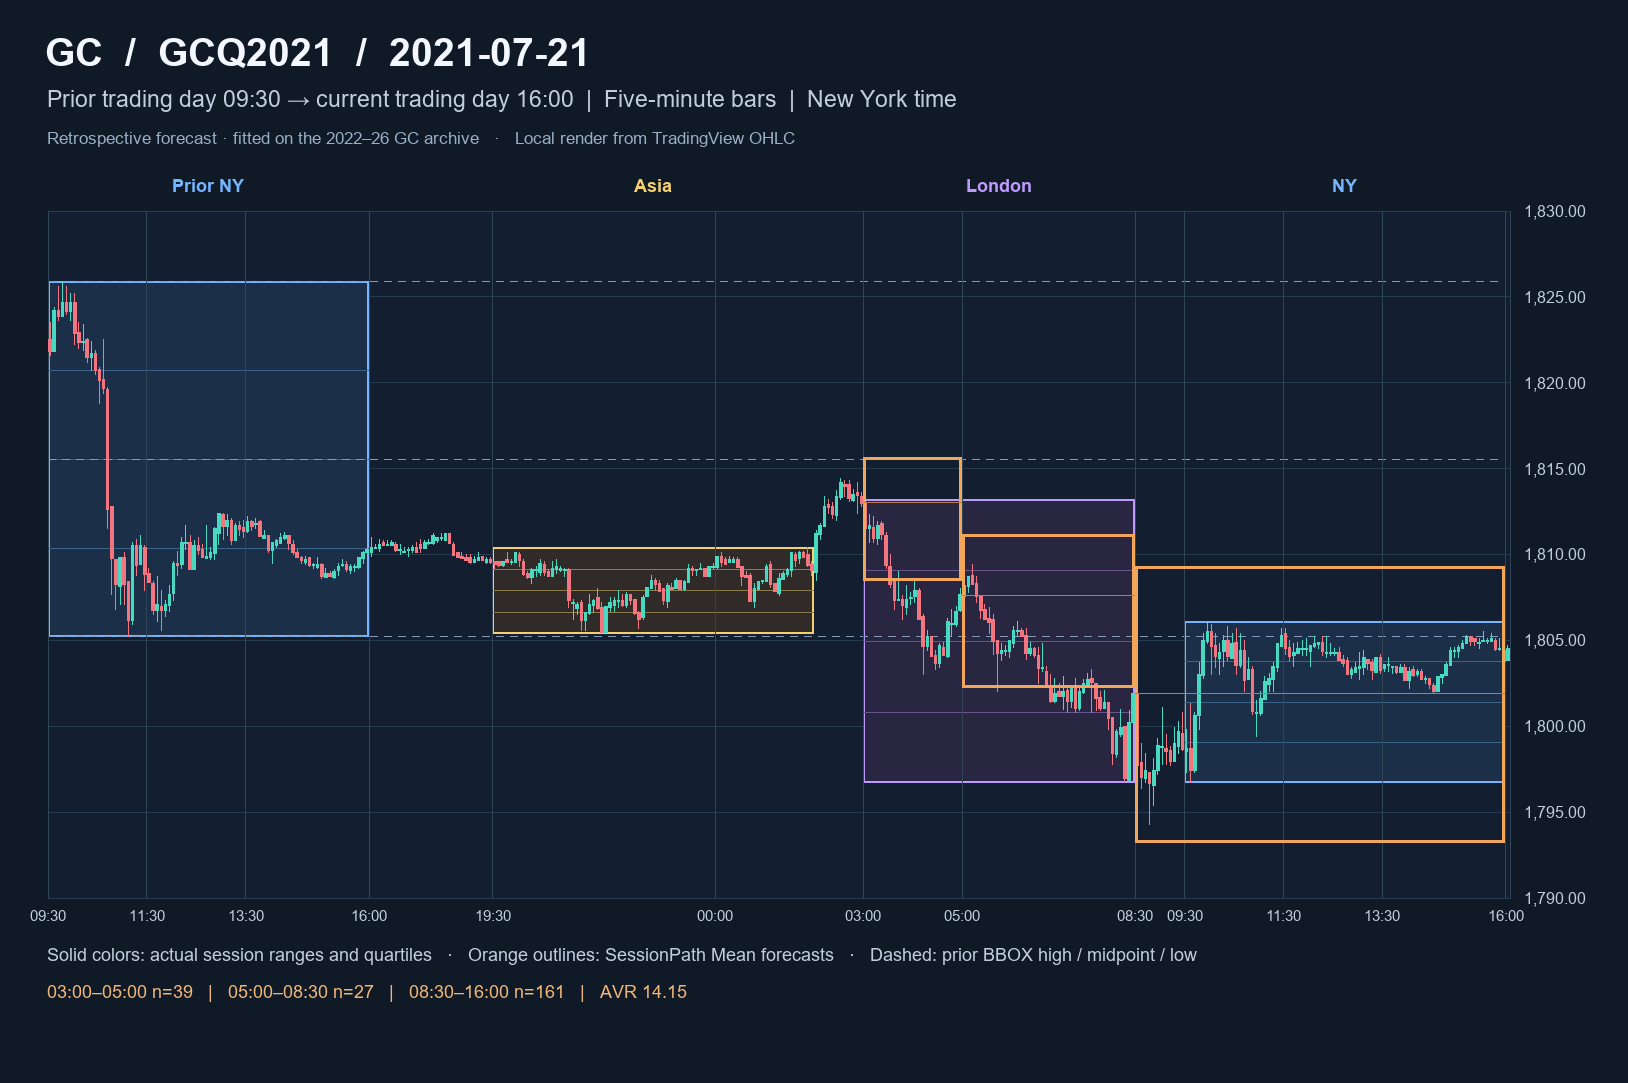 GC / GCQ2021 / 2021-07-21
Prior trading day 09:30 → current trading day 16:00 | Five-minute bars | New York time
Retrospective forecast · fitted on the 2022–26 GC archive · Local render from TradingView OHLC
Prior NY Asia London NY
1,830.00
1,825.00
1,820.00
1,815.00
1,810.00
1,805.00
1,800.00
1,795.00
1,790.00
09:30 11:30 13:30 16:00 19:30 00:00 03:00 05:00 08:30 09:30 11:30 13:30 16:00
Solid colors: actual session ranges and quartiles · Orange outlines: SessionPath Mean forecasts · Dashed: prior BBOX high / midpoint / low
03:00–05:00 n=39 | 05:00–08:30 n=27 | 08:30–16:00 n=161 | AVR 14.15